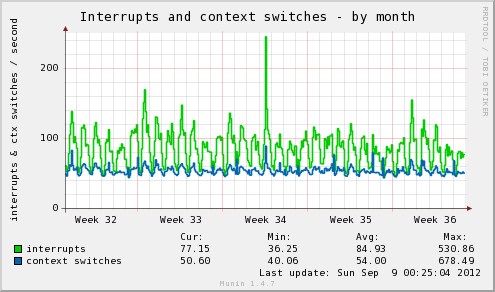 Interrupts and context switches - by month
RRDTOOL / TOBI OETIKER
interrupts & ctx switches / second
200
100
0
Week 32 Week 33 Week 34 Week 35 Week 36
Cur: Min: Avg: Max:
interrupts 77.15 36.25 84.93 530.86
context switches 50.60 40.06 54.00 678.49
Last update: Sun Sep 9 00:25:04 2012
Munin 1.4.7